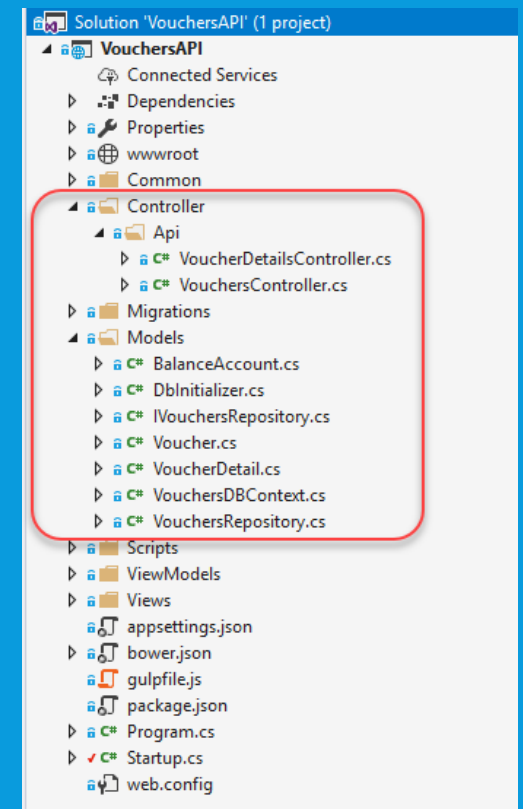 Solution 'VouchersAPI' (1 project)
VouchersAPI
Connected Services
Dependencies
Properties
wwwroot
Common
Controller
Api
C# VoucherDetailsController.cs
C# VouchersController.cs
Migrations
Models
C# BalanceAccount.cs
C# DbInitializer.cs
C# IVouchersRepository.cs
C# Voucher.cs
C# VoucherDetail.cs
C# VouchersDBContext.cs
C# VouchersRepository.cs
Scripts
ViewModels
Views
appsettings.json
bower.json
gulpfile.js
package.json
C# Program.cs
C# Startup.cs
web.config